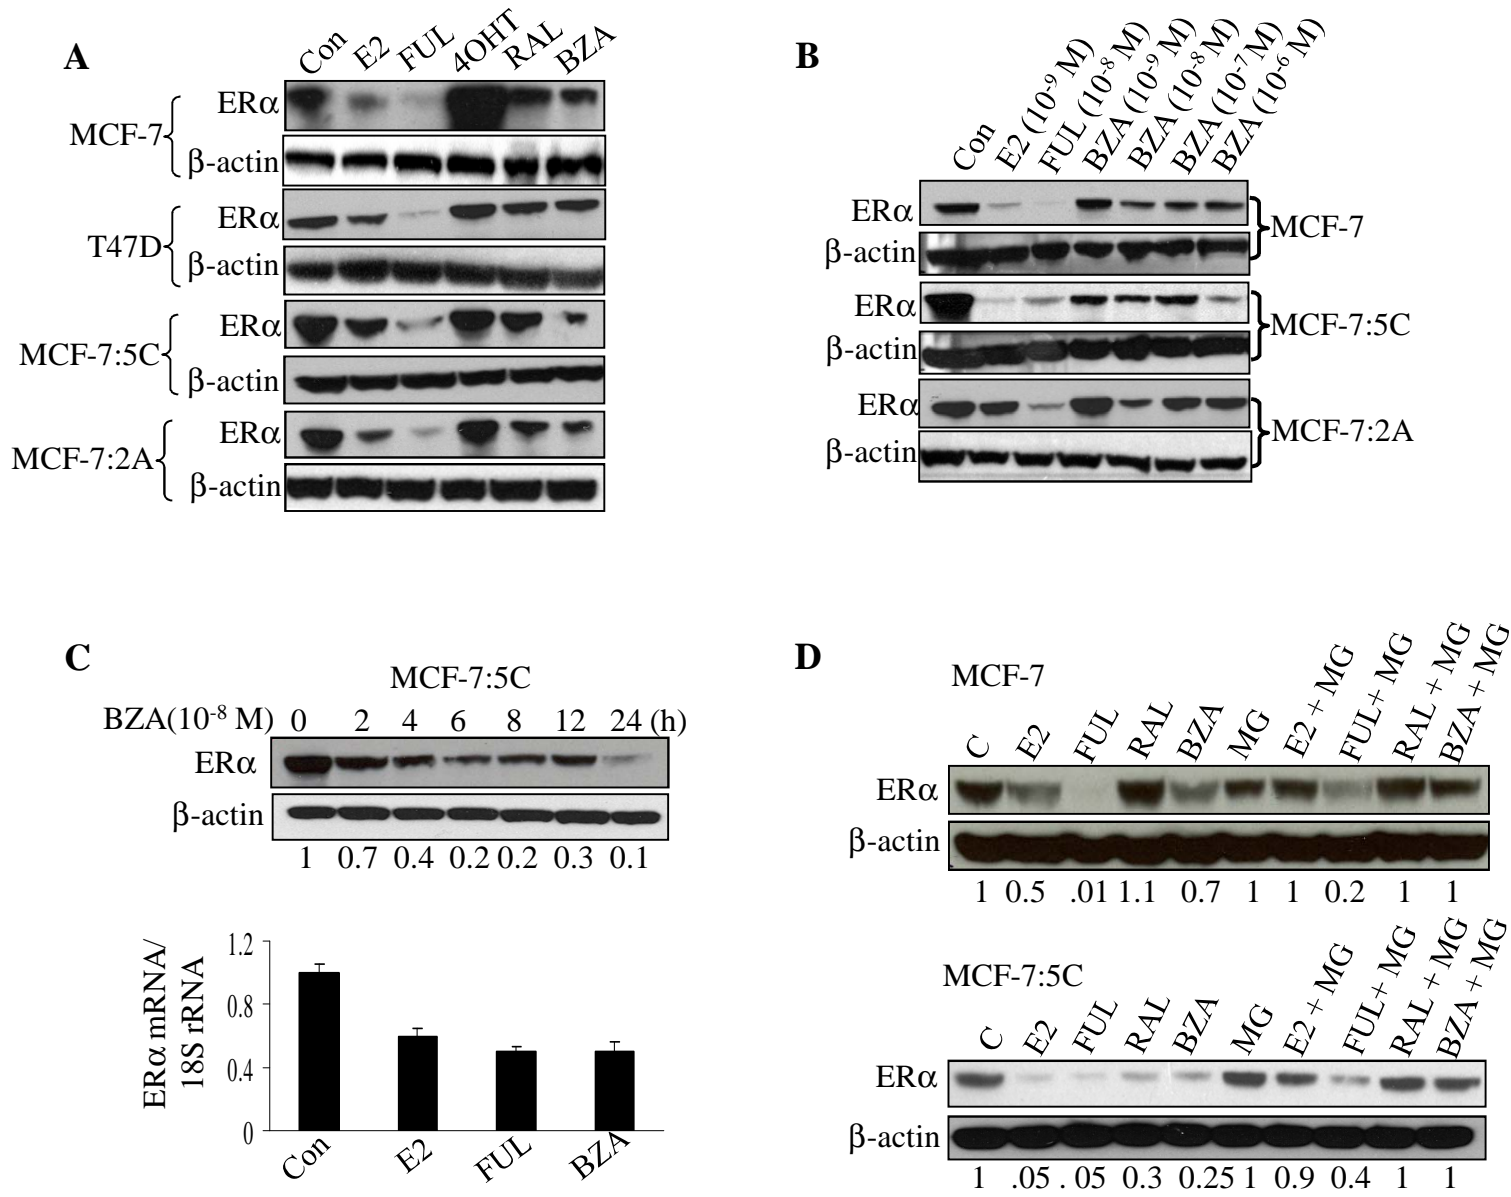 A
Con E2 FUL 4OHT RAL BZA
MCF-7
ERα
β-actin
T47D
ERα
β-actin
MCF-7:5C
ERα
β-actin
MCF-7:2A
ERα
β-actin
B
Con E2 (10-9 M) FUL (10-8 M) BZA (10-9 M) BZA (10-8 M) BZA (10-7 M) BZA (10-6 M)
ERα
β-actin
MCF-7
ERα
β-actin
MCF-7:5C
ERα
β-actin
MCF-7:2A
C
MCF-7:5C
BZA(10-8 M) 0 2 4 6 8 12 24 (h)
ERα
β-actin
1 0.7 0.4 0.2 0.2 0.3 0.1
ERα mRNA/
18S rRNA
1.2
0.8
0.4
0
Con E2 FUL BZA
D
MCF-7
C E2 FUL RAL BZA MG E2 + MG FUL+ MG RAL + MG BZA + MG
ERα
β-actin
1 0.5 .01 1.1 0.7 1 1 0.2 1 1
MCF-7:5C
C E2 FUL RAL BZA MG E2 + MG FUL+ MG RAL + MG BZA + MG
ERα
β-actin
1 .05 .05 0.3 0.25 1 0.9 0.4 1 1